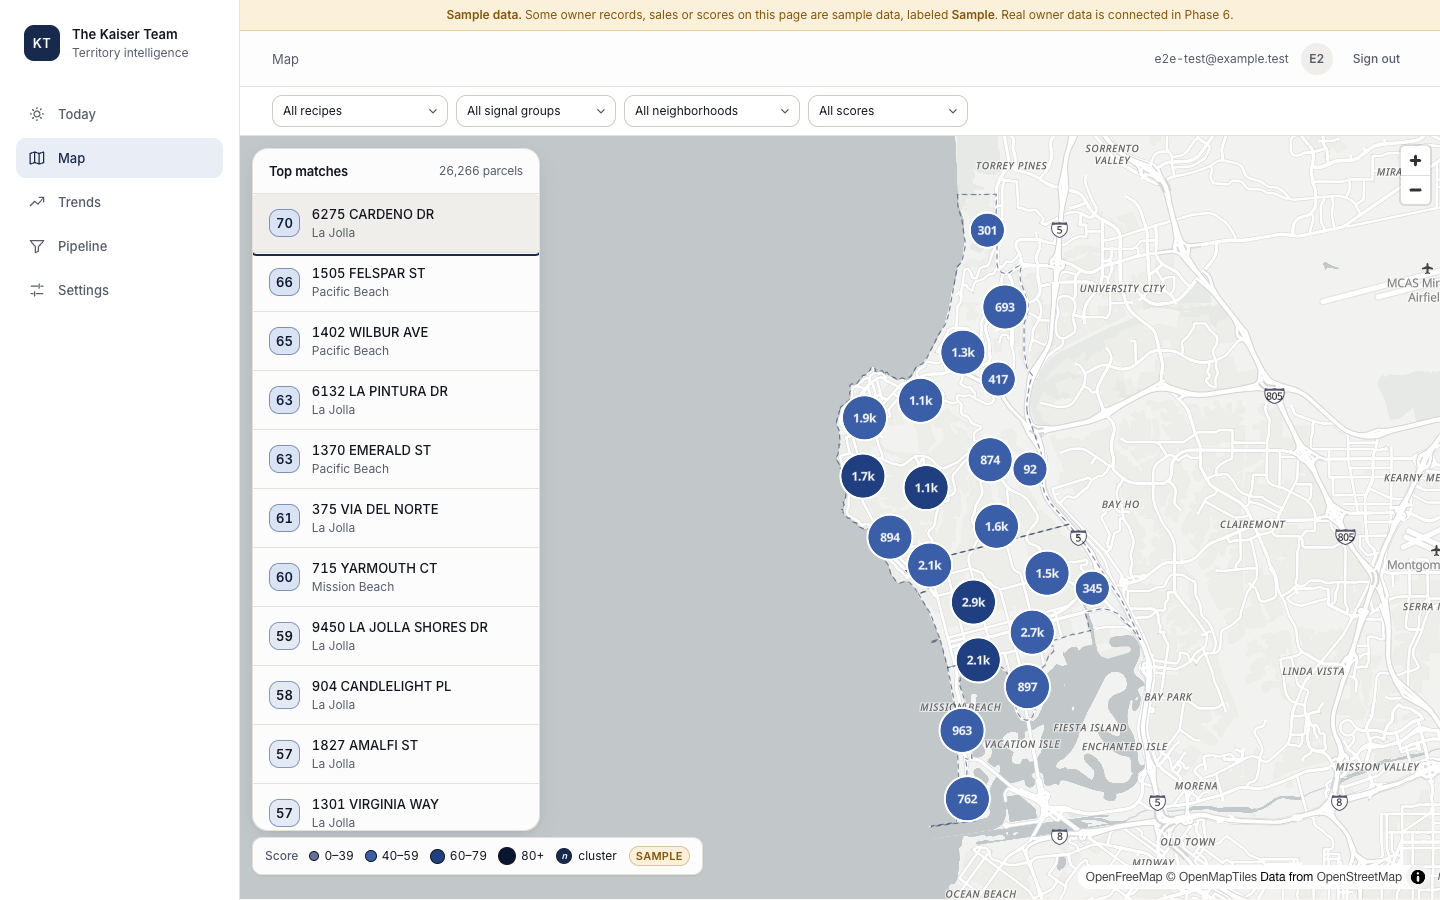 Sample data. Some owner records, sales or scores on this page are sample data, labeled Sample. Real owner data is connected in Phase 6.
KT
The Kaiser Team
Territory intelligence
Today
Map
Trends
Pipeline
Settings
Map
e2e-test@example.test
E2
Sign out
All recipes
All signal groups
All neighborhoods
All scores
Top matches
26,266 parcels
70
6275 CARDENO DR
La Jolla
66
1505 FELSPAR ST
Pacific Beach
65
1402 WILBUR AVE
Pacific Beach
63
6132 LA PINTURA DR
La Jolla
63
1370 EMERALD ST
Pacific Beach
61
375 VIA DEL NORTE
La Jolla
60
715 YARMOUTH CT
Mission Beach
59
9450 LA JOLLA SHORES DR
La Jolla
58
904 CANDLELIGHT PL
La Jolla
57
1827 AMALFI ST
La Jolla
57
1301 VIRGINIA WAY
La Jolla
Score
0–39
40–59
60–79
80+
n
cluster
SAMPLE
SORRENTO
VALLEY
TORREY PINES
MIRA
+
−
301
5
UNIVERSITY CITY
MCAS Mir
Airfiel
693
1.3k
417
805
1.1k
1.9k
874
92
1.7k
1.1k
KEARNY ME
BAY HO
CLAIREMONT
1.6k
894
5
805
2.1k
1.5k
345
Montgom
2.9k
SERRA
2.7k
2.1k
LINDA VISTA
897
BAY PARK
MISSION BEACH
963
FIESTA ISLAND
VACATION ISLE
ENCHANTED ISLE
MISSION VALLEY
MORENA
762
5
8
8
OLD TOWN
MIDWAY
OCEAN BEACH
OpenFreeMap © OpenMapTiles Data from OpenStreetMap